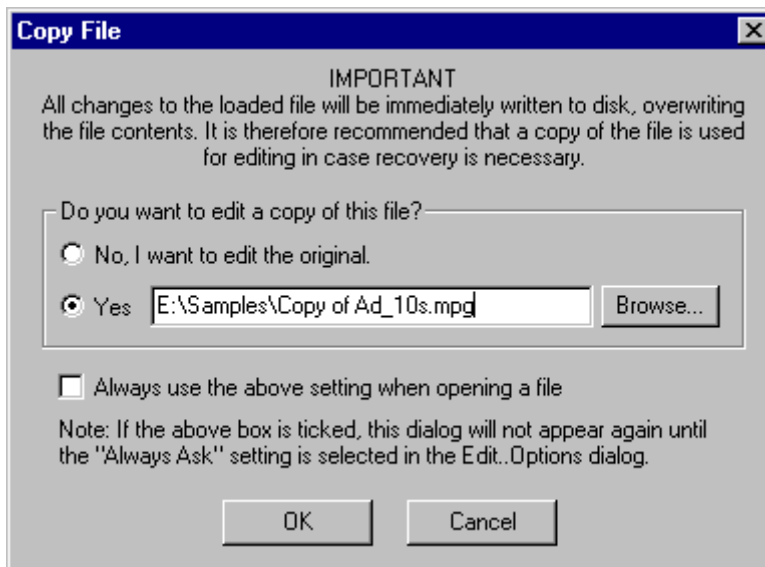 Copy File
IMPORTANT
All changes to the loaded file will be immediately written to disk, overwriting
the file contents. It is therefore recommended that a copy of the file is used
for editing in case recovery is necessary.
Do you want to edit a copy of this file?
No, I want to edit the original.
Yes E:\Samples\Copy of Ad_10s.mpg Browse...
Always use the above setting when opening a file
Note: If the above box is ticked, this dialog will not appear again until
the "Always Ask" setting is selected in the Edit..Options dialog.
OK Cancel